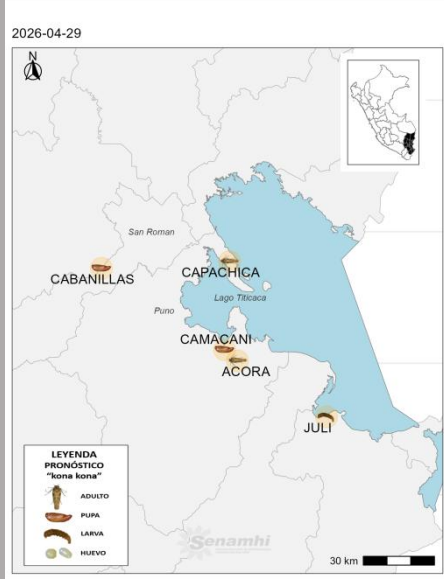 2026-04-29
N
San Roman
CABANILLAS
CAPACHICA
Lago Titicaca
Puno
CAMACANI
ACORA
JULI
LEYENDA
PRONÓSTICO
"kona kona"
ADULTO
PUPA
LARVA
HUEVO
Senamhi
30 km